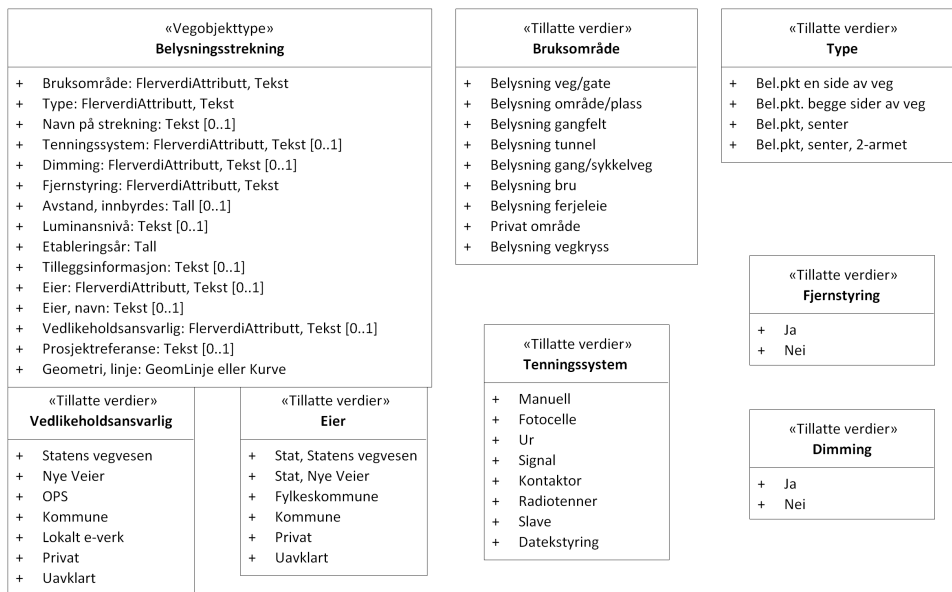 «Vegobjekttype»
Belysningsstrekning
+ Bruksområde: FlerverdiAttributt, Tekst
+ Type: FlerverdiAttributt, Tekst
+ Navn på strekning: Tekst [0..1]
+ Tenningssystem: FlerverdiAttributt, Tekst [0..1]
+ Dimming: FlerverdiAttributt, Tekst [0..1]
+ Fjernstyring: FlerverdiAttributt, Tekst
+ Avstand, innbyrdes: Tall [0..1]
+ Luminansnivå: Tekst [0..1]
+ Etableringsår: Tall
+ Tilleggsinformasjon: Tekst [0..1]
+ Eier: FlerverdiAttributt, Tekst [0..1]
+ Eier, navn: Tekst [0..1]
+ Vedlikeholdsansvarlig: FlerverdiAttributt, Tekst [0..1]
+ Prosjektreferanse: Tekst [0..1]
+ Geometri, linje: GeomLinje eller Kurve
«Tillatte verdier»
Bruksområde
+ Belysning veg/gate
+ Belysning område/plass
+ Belysning gangfelt
+ Belysning tunnel
+ Belysning gang/sykkelveg
+ Belysning bru
+ Belysning ferjeleie
+ Privat område
+ Belysning vegkryss
«Tillatte verdier»
Type
+ Bel.pkt en side av veg
+ Bel.pkt. begge sider av veg
+ Bel.pkt, senter
+ Bel.pkt, senter, 2-armet
«Tillatte verdier»
Fjernstyring
+ Ja
+ Nei
«Tillatte verdier»
Tenningssystem
+ Manuell
+ Fotocelle
+ Ur
+ Signal
+ Kontaktor
+ Radiotenner
+ Slave
+ Datekstyring
«Tillatte verdier»
Dimming
+ Ja
+ Nei
«Tillatte verdier»
Vedlikeholdsansvarlig
+ Statens vegvesen
+ Nye Veier
+ OPS
+ Kommune
+ Lokalt e-verk
+ Privat
+ Uavklart
«Tillatte verdier»
Eier
+ Stat, Statens vegvesen
+ Stat, Nye Veier
+ Fylkeskommune
+ Kommune
+ Privat
+ Uavklart